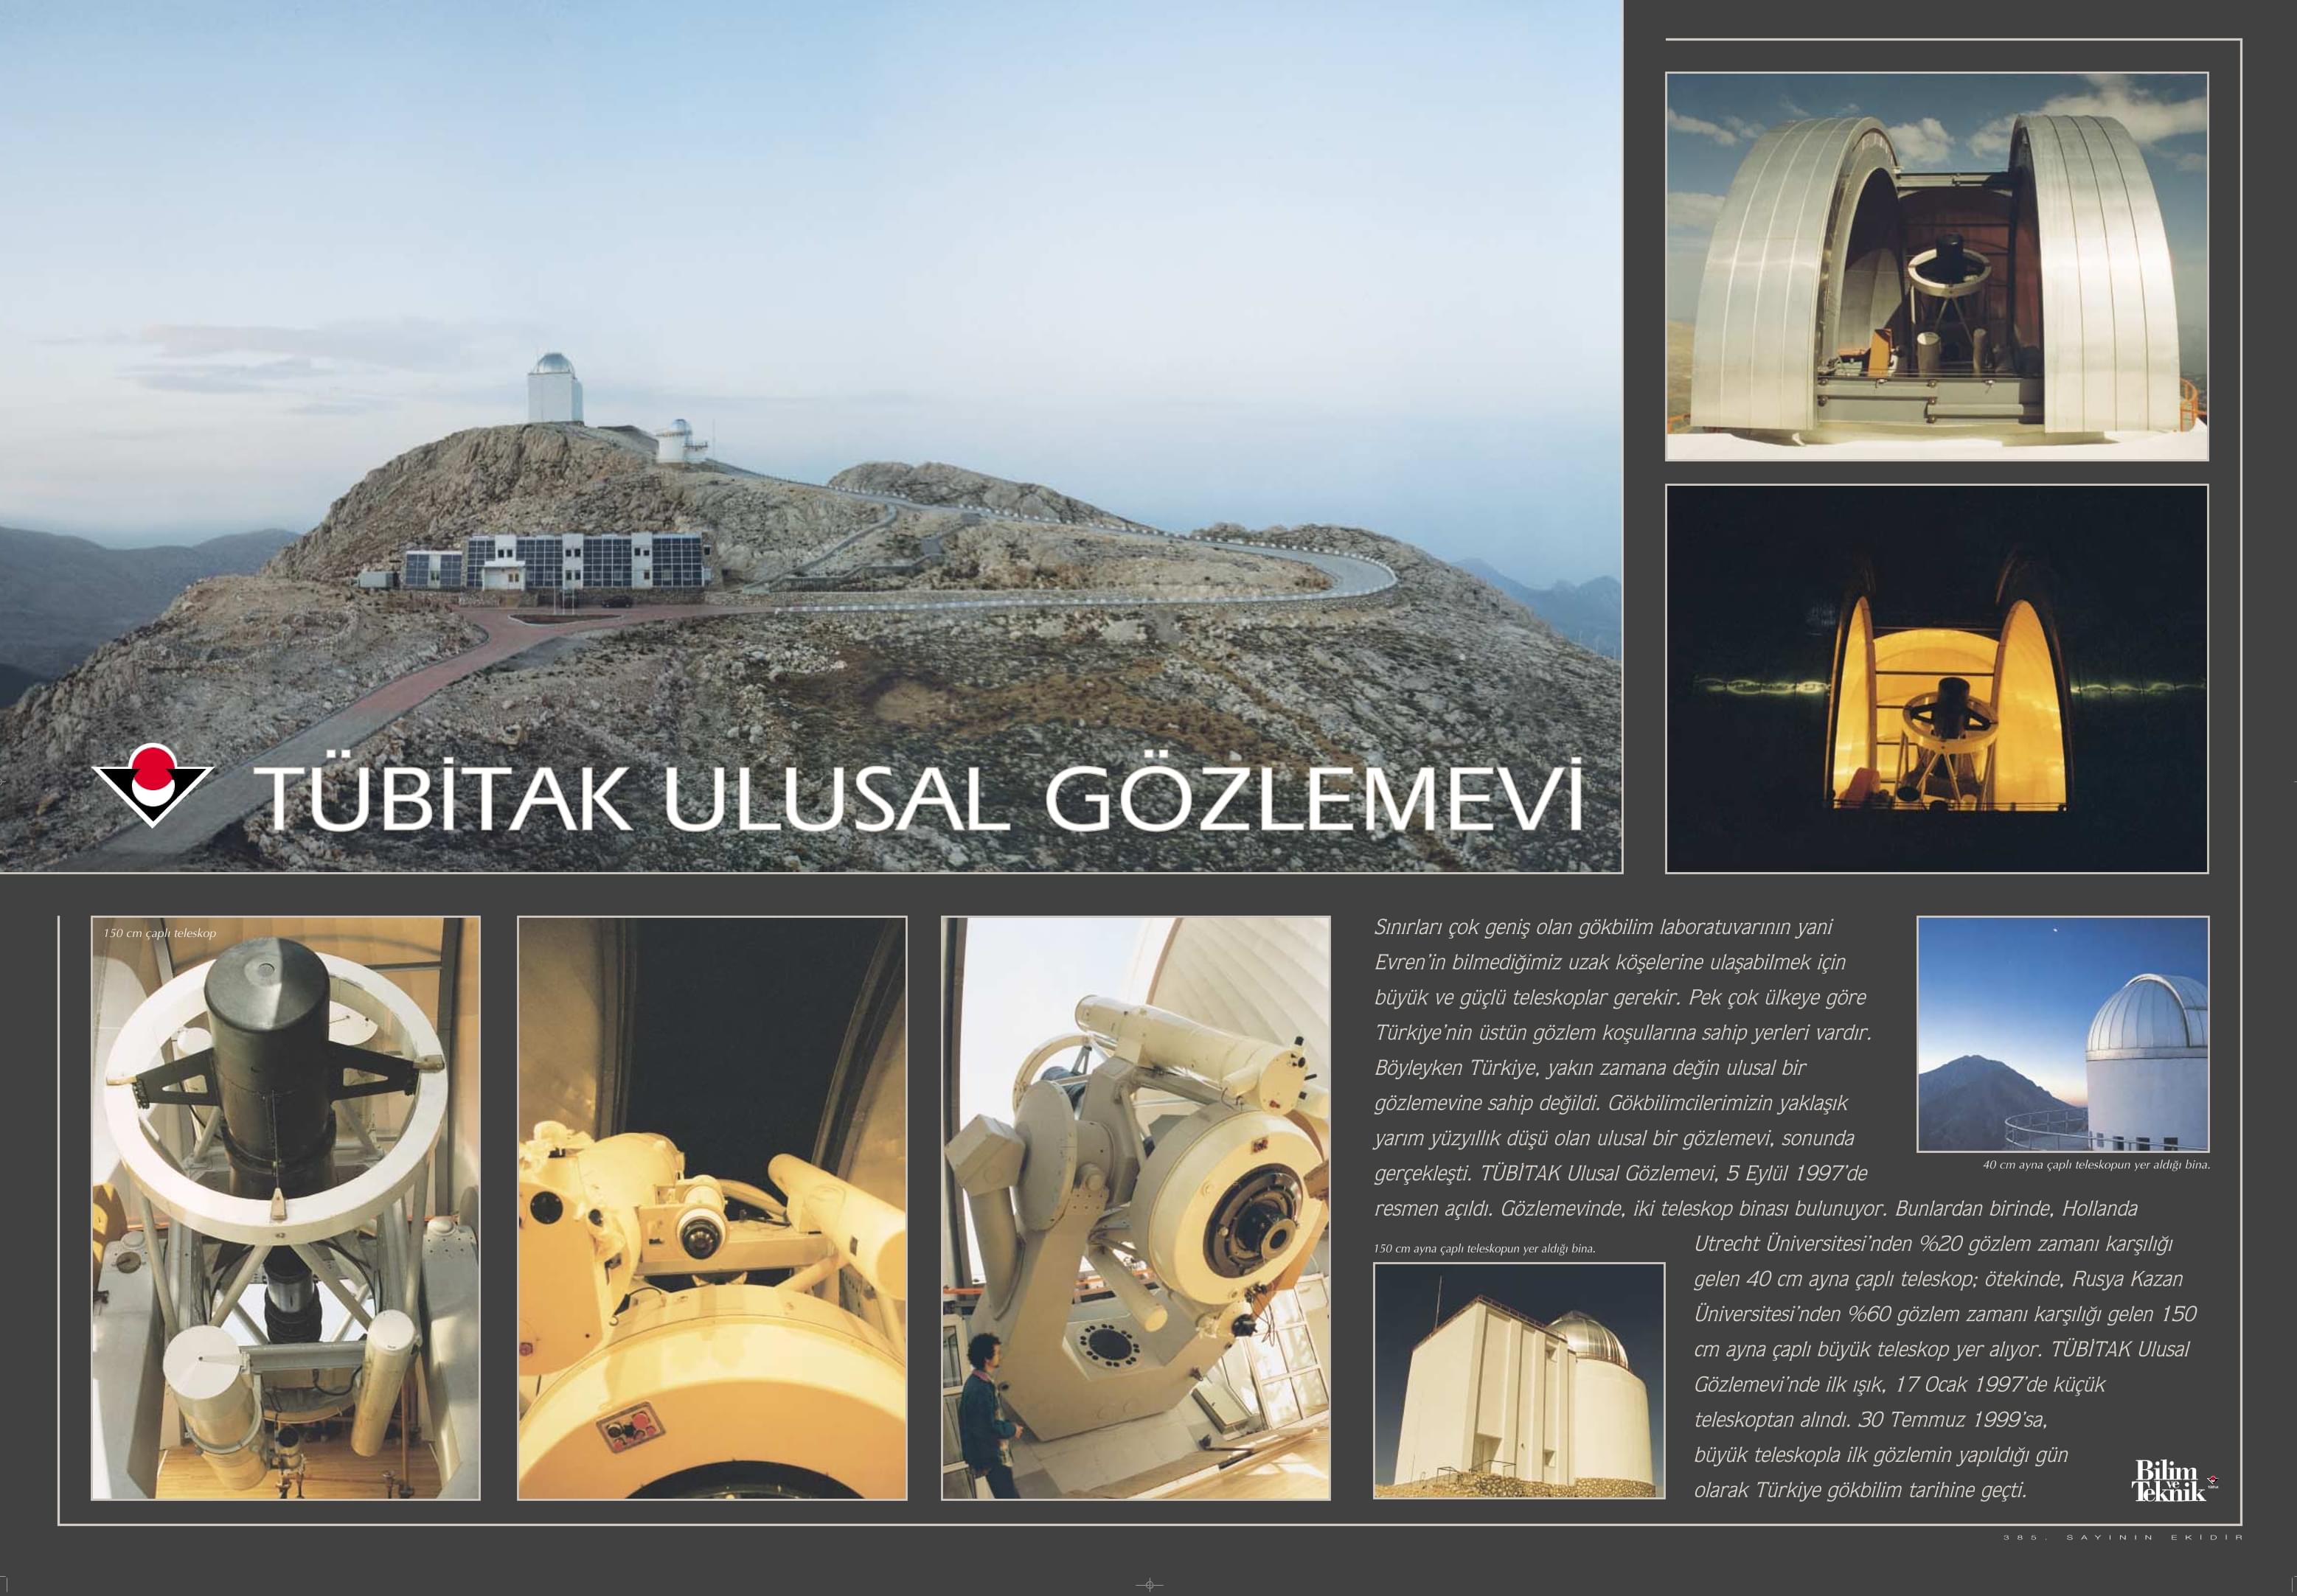 TÜBİTAK ULUSAL GÖZLEMEVİ
150 cm çaplı teleskop
Sınırları çok geniş olan gökbilim laboratuvarının yani
Evren’in bilmediğimiz uzak köşelerine ulaşabilmek için
büyük ve güçlü teleskoplar gerekir. Pek çok ülkeye göre
Türkiye’nin üstün gözlem koşullarına sahip yerleri vardır.
Böyleyken Türkiye, yakın zamana değin ulusal bir
gözlemevine sahip değildi. Gökbilimcilerimizin yaklaşık
yarım yüzyıllık düşü olan ulusal bir gözlemevi, sonunda
gerçekleşti. TÜBİTAK Ulusal Gözlemevi, 5 Eylül 1997’de
resmen açıldı. Gözlemevinde, iki teleskop binası bulunuyor. Bunlardan birinde, Hollanda
Utrecht Üniversitesi’nden %20 gözlem zamanı karşılığı
gelen 40 cm ayna çaplı teleskop; ötekinde, Rusya Kazan
Üniversitesi’nden %60 gözlem zamanı karşılığı gelen 150
cm ayna çaplı büyük teleskop yer alıyor. TÜBİTAK Ulusal
Gözlemevi’nde ilk ışık, 17 Ocak 1997’de küçük
teleskoptan alındı. 30 Temmuz 1999’sa,
büyük teleskopla ilk gözlemin yapıldığı gün
olarak Türkiye gökbilim tarihine geçti.
40 cm ayna çaplı teleskopun yer aldığı bina.
150 cm ayna çaplı teleskopun yer aldığı bina.
Bilim
ve
Teknik
385. SAYININ EKİDİR